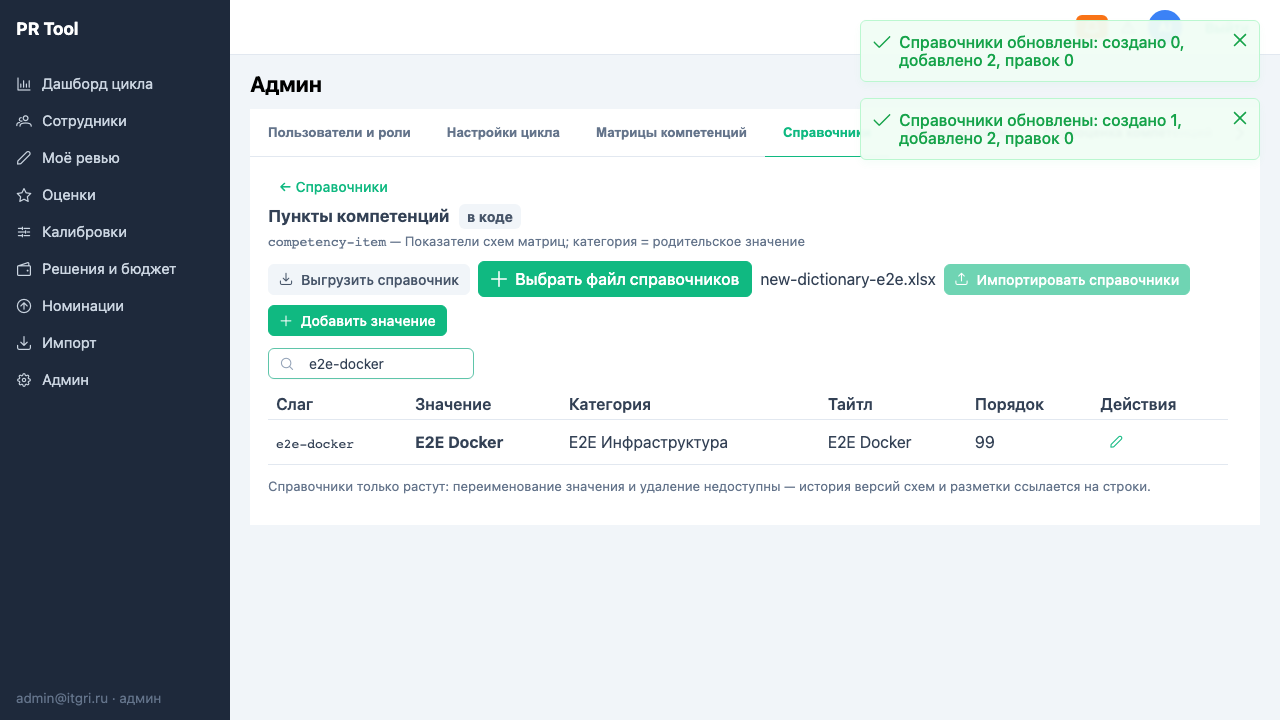 PR Tool
Дашборд цикла
Сотрудники
Моё ревью
Оценки
Калибровки
Решения и бюджет
Номинации
Импорт
Админ
admin@itgri.ru · админ
Справочники обновлены: создано 0,
добавлено 2, правок 0
Справочники обновлены: создано 1,
добавлено 2, правок 0
Админ
Пользователи и роли
Настройки цикла
Матрицы компетенций
Справочник
← Справочники
Пункты компетенций в коде
competency-item — Показатели схем матриц; категория = родительское значение
Выгрузить справочник
Выбрать файл справочников
new-dictionary-e2e.xlsx
Импортировать справочники
Добавить значение
e2e-docker
Слаг Значение Категория Тайтл Порядок Действия
e2e-docker E2E Docker E2E Инфраструктура E2E Docker 99
Справочники только растут: переименование значения и удаление недоступны — история версий схем и разметки ссылается на строки.